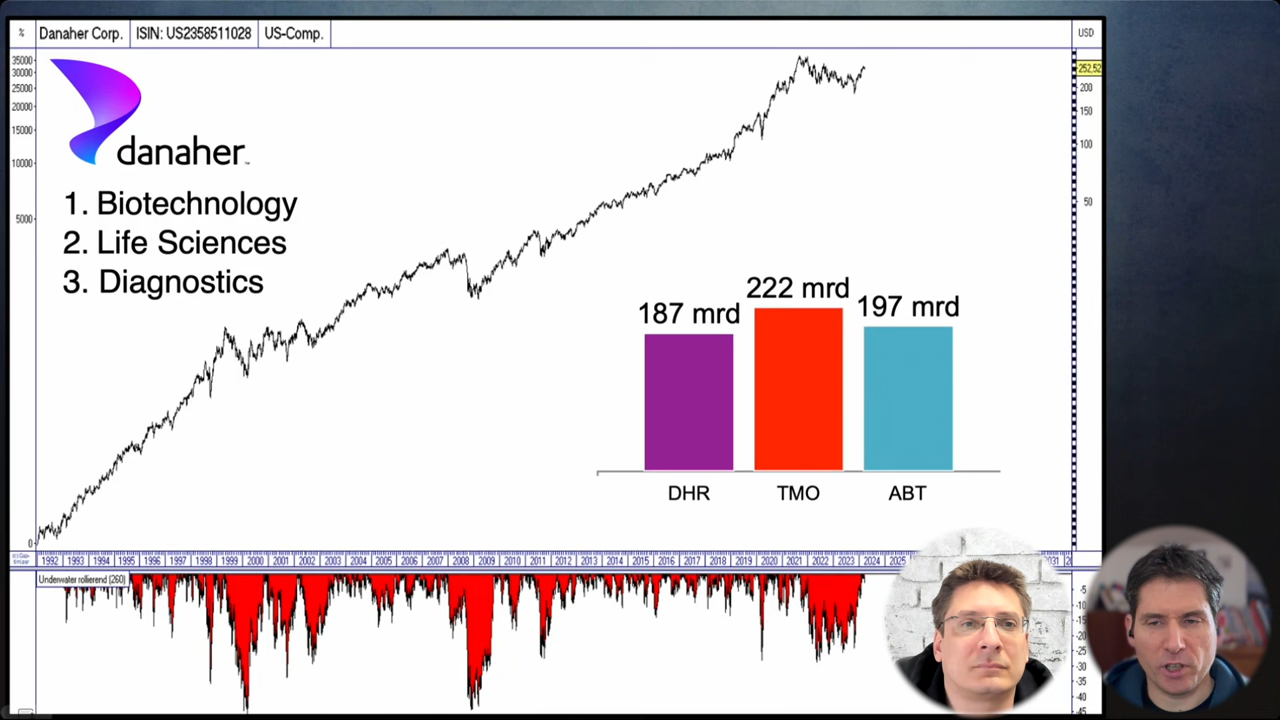 % Danaher Corp. ISIN: US2358511028 US-Comp. USD
35000
30000
25000
20000
15000
10000
5000
0
252,52
200
150
100
50
danaher
1. Biotechnology
2. Life Sciences
3. Diagnostics
187 mrd 222 mrd 197 mrd
DHR TMO ABT
1992 1993 1994 1995 1996 1997 1998 1999 2000 2001 2002 2003 2004 2005 2006 2007 2008 2009 2010 2011 2012 2013 2014 2015 2016 2017 2018 2019 2020 2021 2022 2023 2024 2025
Underwater rollierend (260)
-5
-10
-15
-20
-25
-30
-35
-40
-45